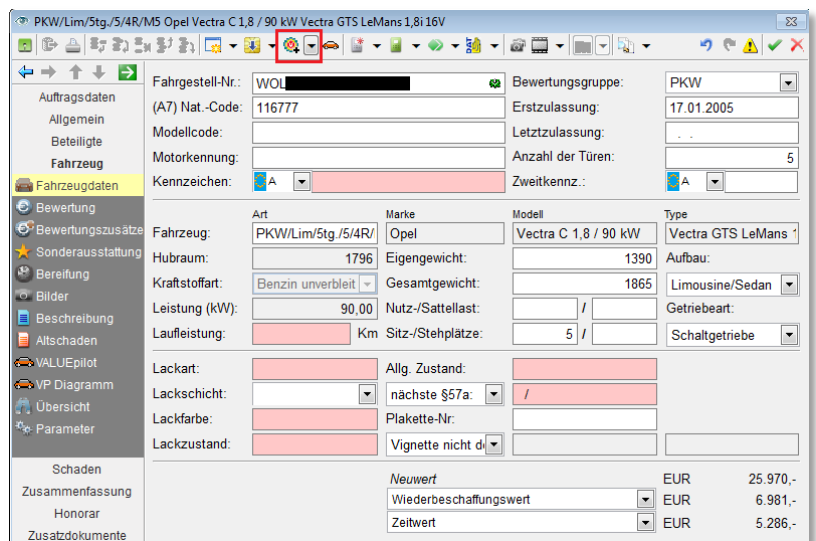 PKW/Lim/5tg./5/4R/M5 Opel Vectra C 1,8 / 90 kW Vectra GTS LeMans 1,8i 16V
Auftragsdaten
Allgemein
Beteiligte
Fahrzeug
Fahrzeugdaten
Bewertung
Bewertungszusätze
Sonderausstattung
Bereifung
Bilder
Beschreibung
Altschaden
VALUEpilot
VP Diagramm
Übersicht
Parameter
Schaden
Zusammenfassung
Honorar
Zusatzdokumente
Fahrgestell-Nr.: WOL Bewertungsgruppe: PKW
(A7) Nat.-Code: 116777 Erstzulassung: 17.01.2005
Modellcode: Letztzulassung: . .
Motorkennung: Anzahl der Türen: 5
Kennzeichen: A Zweitkennz.: A
Art Marke Modell Type
Fahrzeug: PKW/Lim/5tg./5/4R/ Opel Vectra C 1,8 / 90 kW Vectra GTS LeMans 1
Hubraum: 1796 Eigengewicht: 1390 Aufbau:
Kraftstoffart: Benzin unverbleit Gesamtgewicht: 1865 Limousine/Sedan
Leistung (kW): 90,00 Nutz-/Sattellast: / Getriebeart:
Laufleistung: Km Sitz-/Stehplätze: 5 / Schaltgetriebe
Lackart: Allg. Zustand:
Lackschicht: nächste §57a: /
Lackfarbe: Plakette-Nr:
Lackzustand: Vignette nicht d
Neuwert EUR 25.970,-
Wiederbeschaffungswert EUR 6.981,-
Zeitwert EUR 5.286,-